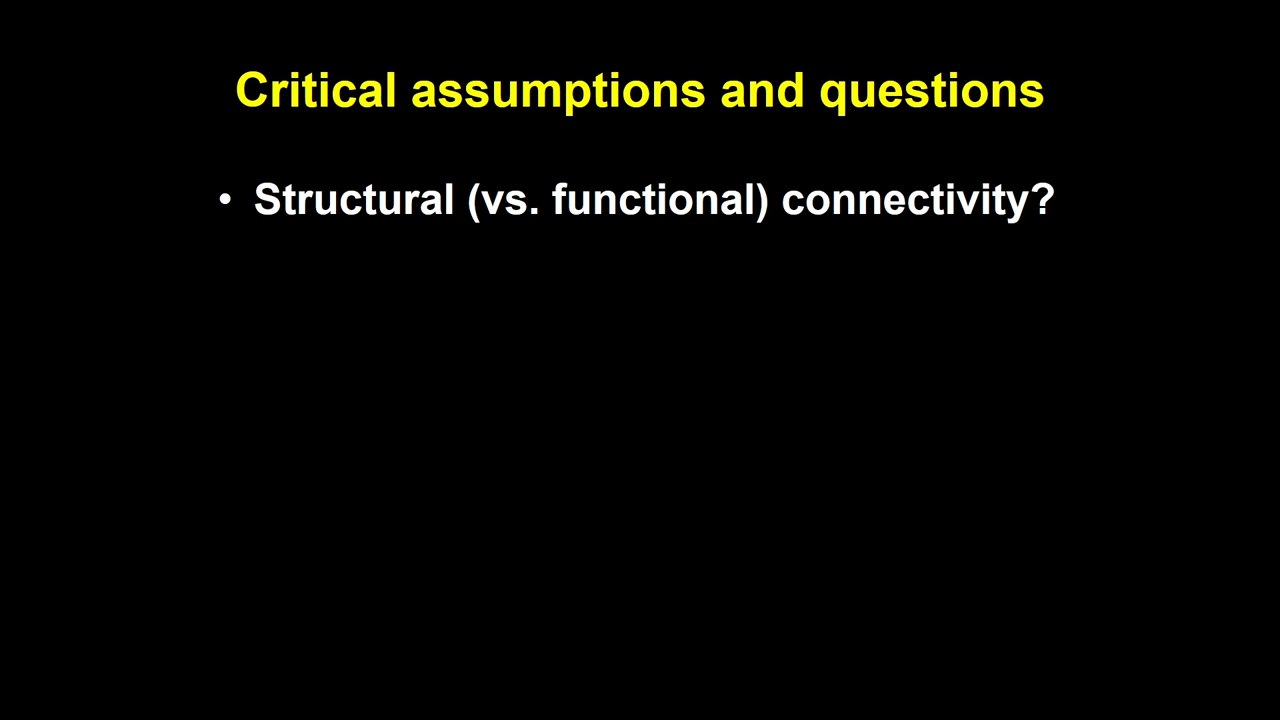 Critical assumptions and questions
• Structural (vs. functional) connectivity?